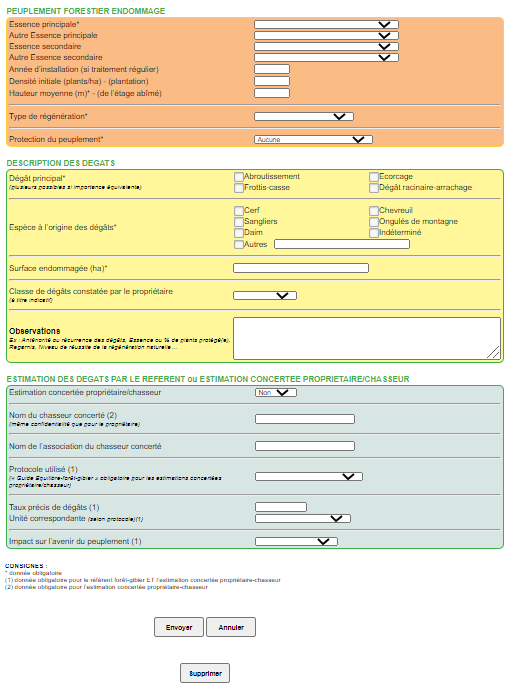 PEUPLEMENT FORESTIER ENDOMMAGE
Essence principale*
Autre Essence principale
Essence secondaire
Autre Essence secondaire
Année d'installation (si traitement régulier)
Densité initiale (plants/ha) - (plantation)
Hauteur moyenne (m)* - (de l'étage abîmé)
Type de régénération*
Protection du peuplement* Aucune
DESCRIPTION DES DEGATS
Dégât principal* Abroutissement Ecorcage
(plusieurs possibles si importance équivalente) Frottis-casse Dégât racinaire-arrachage
Cerf Chevreuil
Sangliers Ongulés de montagne
Espèce à l'origine des dégâts*
Daim Indéterminé
Autres
Surface endommagée (ha)*
Classe de dégâts constatée par le propriétaire
(à titre indicatif)
Observations
Ex : Antériorité ou récurrence des dégâts, Essence ou % de plants protégé(e),
Regarnis, Niveau de réussite de la régénération naturelle...
ESTIMATION DES DEGATS PAR LE REFERENT ou ESTIMATION CONCERTEE PROPRIETAIRE/CHASSEUR
Estimation concertée propriétaire/chasseur Non
Nom du chasseur concerté (2)
(même confidentialité que pour le propriétaire)
Nom de l'association du chasseur concerté
Protocole utilisé (1)
(« Guide Equilibre-forêt-gibier » obligatoire pour les estimations concertées
propriétaire/chasseur)
Taux précis de dégâts (1)
Unité correspondante (selon protocole)(1)
Impact sur l'avenir du peuplement (1)
CONSIGNES :
* donnée obligatoire
(1) donnée obligatoire pour le référent forêt-gibier ET l'estimation concertée propriétaire-chasseur
(2) donnée obligatoire pour l'estimation concertée propriétaire-chasseur
Envoyer Annuler
Supprimer